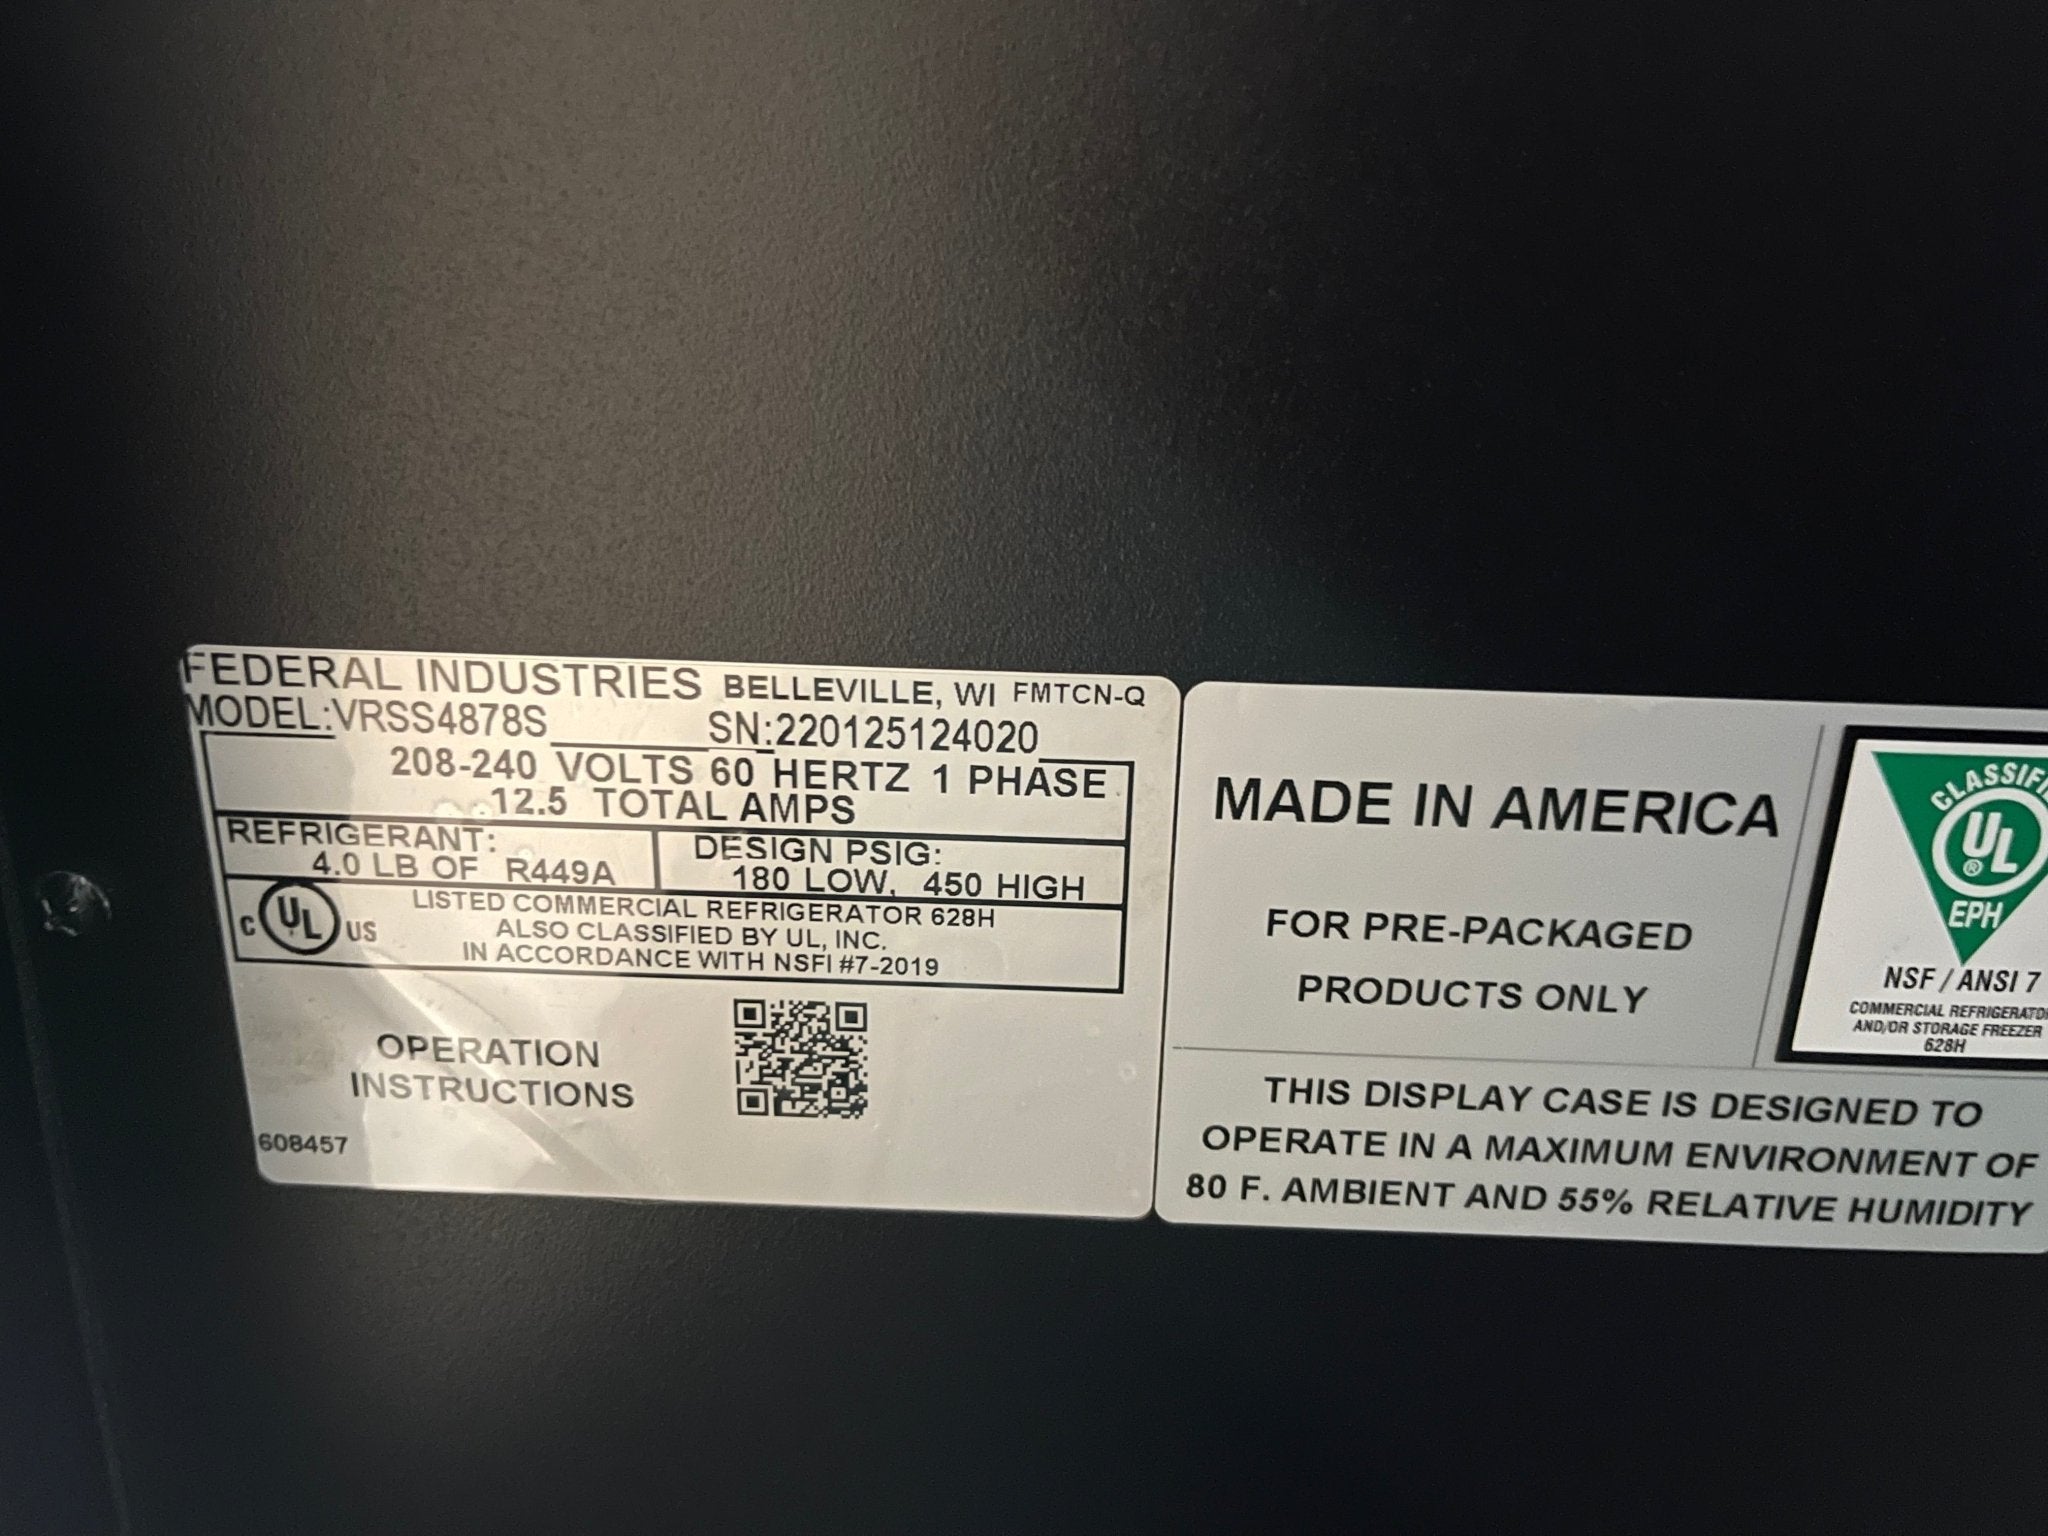 FEDERAL INDUSTRIES BELLEVILLE, WI FMTCN-Q
MODEL:VRSS4878S SN:220125124020
208-240 VOLTS 60 HERTZ 1 PHASE
12.5 TOTAL AMPS
REFRIGERANT:
4.0 LB OF R449A
DESIGN PSIG:
180 LOW, 450 HIGH
C UL US
LISTED COMMERCIAL REFRIGERATOR 628H
ALSO CLASSIFIED BY UL, INC.
IN ACCORDANCE WITH NSFI #7-2019
OPERATION
INSTRUCTIONS
608457
MADE IN AMERICA
FOR PRE-PACKAGED
PRODUCTS ONLY
UL ®
EPH
NSF / ANSI 7
COMMERCIAL
AND/OR STORAGE FREEZER
628H
THIS DISPLAY CASE IS DESIGNED TO
OPERATE IN A MAXIMUM ENVIRONMENT OF
80 F. AMBIENT AND 55% RELATIVE HUMIDITY